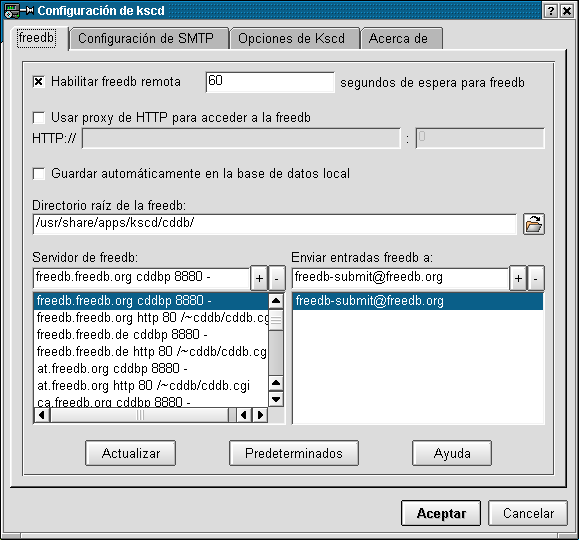 Configuración de kscd
freedb
Configuración de SMTP
Opciones de Kscd
Acerca de
Habilitar freedb remota
60
segundos de espera para freedb
Usar proxy de HTTP para acceder a la freedb
HTTP://
:
0
Guardar automáticamente en la base de datos local
Directorio raíz de la freedb:
/usr/share/apps/kscd/cddb/
Servidor de freedb:
freedb.freedb.org cddbp 8880 -
+
-
freedb.freedb.org cddbp 8880 -
freedb.freedb.org http 80 /~cddb/cddb.cgi
freedb.freedb.de cddbp 8880 -
freedb.freedb.de http 80 /~cddb/cddb.cgi
at.freedb.org cddbp 8880 -
at.freedb.org http 80 /~cddb/cddb.cgi
ca.freedb.org cddbp 8880 -
Enviar entradas freedb a:
freedb-submit@freedb.org
+
-
freedb-submit@freedb.org
Actualizar
Predeterminados
Ayuda
Aceptar
Cancelar